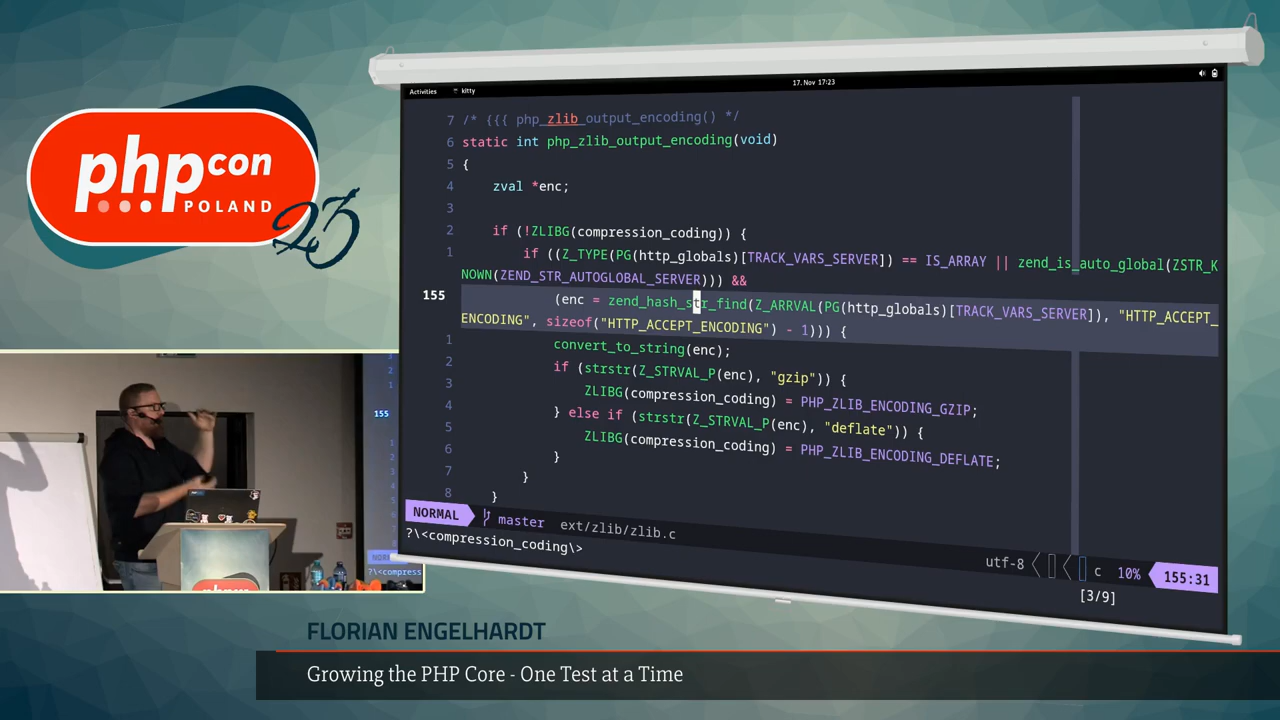 phpcon
POLAND
23
Activities
kitty
17. Nov 17:23
7 /* {{{ php_zlib_output_encoding() */
6 static int php_zlib_output_encoding(void)
5 {
4 zval *enc;
3
2 if (!ZLIBG(compression_coding)) {
1 if ((Z_TYPE(PG(http_globals)[TRACK_VARS_SERVER]) == IS_ARRAY || zend_is_auto_global(ZSTR_K
NOWN(ZEND_STR_AUTOGLOBAL_SERVER))) &&
155 (enc = zend_hash_str_find(Z_ARRVAL(PG(http_globals)[TRACK_VARS_SERVER]), "HTTP_ACCEPT_
ENCODING", sizeof("HTTP_ACCEPT_ENCODING") - 1))) {
1 convert_to_string(enc);
2 if (strstr(Z_STRVAL_P(enc), "gzip")) {
3 ZLIBG(compression_coding) = PHP_ZLIB_ENCODING_GZIP;
4 } else if (strstr(Z_STRVAL_P(enc), "deflate")) {
5 ZLIBG(compression_coding) = PHP_ZLIB_ENCODING_DEFLATE;
6 }
7 }
8 }
NORMAL master ext/zlib/zlib.c
utf-8 c 10% 155:31
?\<compression_coding\>
[3/9]
155
?\<compress
FLORIAN ENGELHARDT
Growing the PHP Core - One Test at a Time